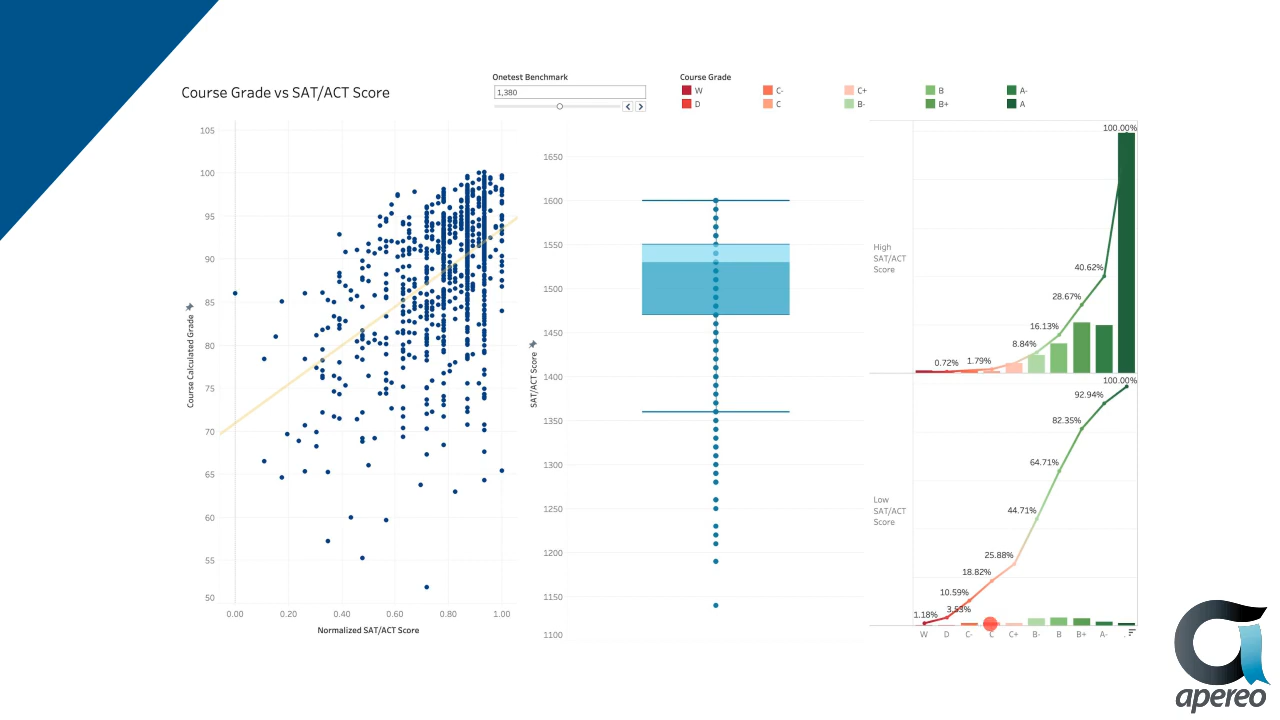 Course Grade vs SAT/ACT Score
Onetest Benchmark
1,380
Course Grade
W
C-
C+
B
A-
D
C
B-
B+
A
105
100
95
90
85
80
75
70
65
60
55
50
Course Calculated Grade
0.00 0.20 0.40 0.60 0.80 1.00
Normalized SAT/ACT Score
1650
1600
1550
1500
1450
1400
1350
1300
1250
1200
1150
1100
SAT/ACT Score
High
SAT/ACT
Score
0.72%
1.79%
8.84%
16.13%
28.67%
40.62%
100.00%
Low
SAT/ACT
Score
1.18%
3.53%
10.59%
18.82%
25.88%
44.71%
64.71%
82.35%
92.94%
100.00%
W D C- C C+ B- B B+ A-
apereo